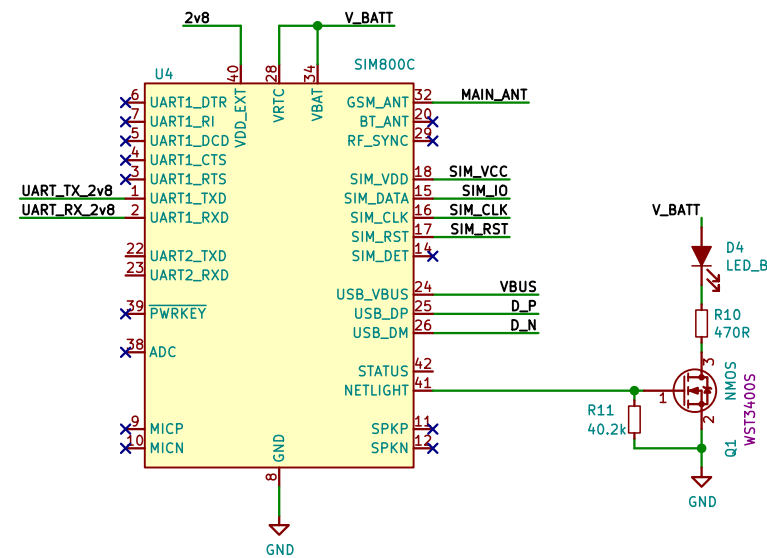 2v8
V_BATT
U4
SIM800C
40
28
34
VDD_EXT
VRTC
VBAT
6 UART1_DTR
7 UART1_RI
5 UART1_DCD
4 UART1_CTS
3 UART1_RTS
UART_TX_2v8 1 UART1_TXD
UART_RX_2v8 2 UART1_RXD
22 UART2_TXD
23 UART2_RXD
39 PWRKEY
38 ADC
9 MICP
10 MICN
GSM_ANT 32 MAIN_ANT
BT_ANT 20
RF_SYNC 29
SIM_VDD 18 SIM_VCC
SIM_DATA 15 SIM_IO
SIM_CLK 16 SIM_CLK
SIM_RST 17 SIM_RST
SIM_DET 14
USB_VBUS 24 VBUS
USB_DP 25 D_P
USB_DM 26 D_N
STATUS 42
NETLIGHT 41
SPKP 11
SPKN 12
GND
8
GND
V_BATT
D4
LED_B
R10
470R
3
1
2
NMOS
WST3400S
Q1
R11
40.2k
GND